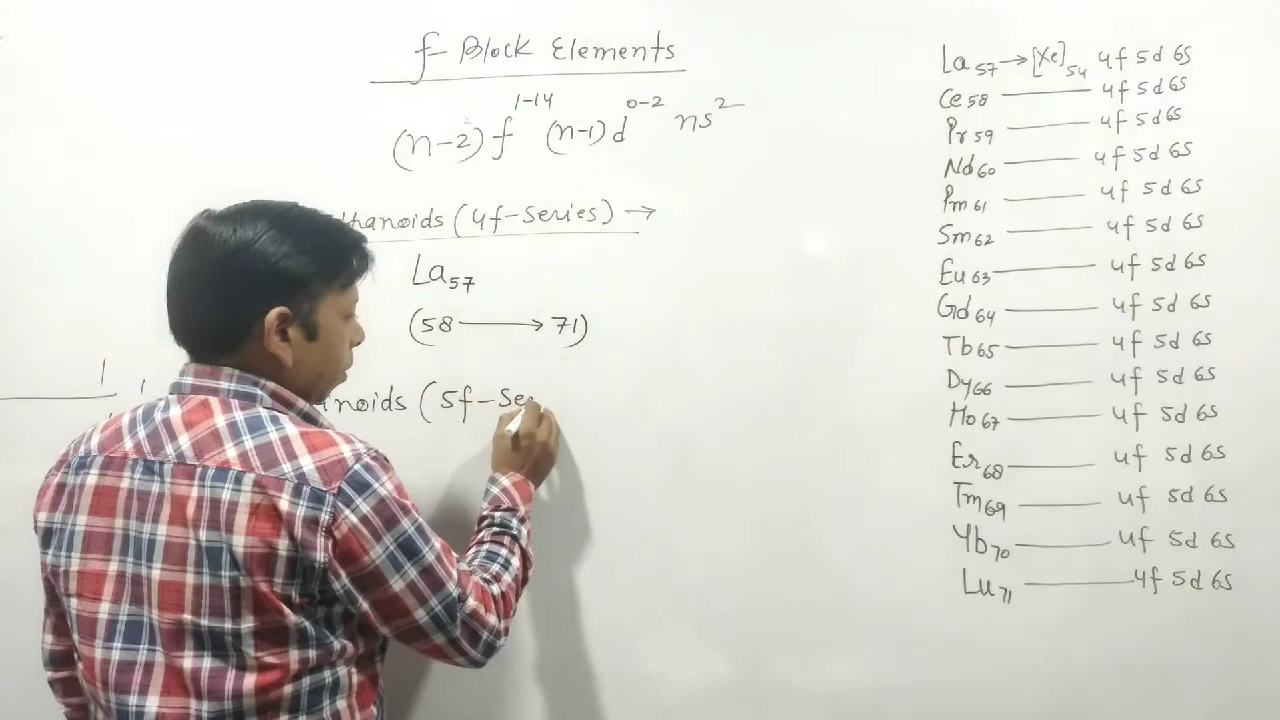 f-Block Elements
(n-2)f¹⁻¹⁴ (n-1)d⁰⁻² ns²
(4f-Series) →
La₅₇
(58 → 71)
(5f-Se
La₅₇ → [Xe]₅₄ 4f 5d 6s
Ce₅₈ — 4f 5d 6s
Pr₅₉ — 4f 5d 6s
Nd₆₀ — 4f 5d 6s
Pm₆₁ — 4f 5d 6s
Sm₆₂ — 4f 5d 6s
Eu₆₃ — 4f 5d 6s
Gd₆₄ — 4f 5d 6s
Tb₆₅ — 4f 5d 6s
Dy₆₆ — 4f 5d 6s
Ho₆₇ — 4f 5d 6s
Er₆₈ — 4f 5d 6s
Tm₆₉ — 4f 5d 6s
Yb₇₀ — 4f 5d 6s
Lu₇₁ — 4f 5d 6s